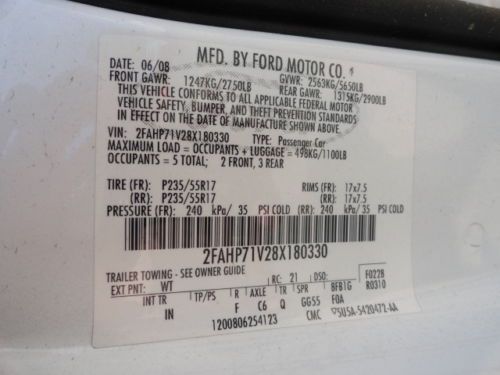 MFD. BY FORD MOTOR CO.
DATE: 06/08 GVWR: 2563KG/5650LB
FRONT GAWR: 1247KG/2750LB REAR GAWR: 1315KG/2900LB
THIS VEHICLE CONFORMS TO ALL APPLICABLE FEDERAL MOTOR
VEHICLE SAFETY, BUMPER, AND THEFT PREVENTION STANDARDS
IN EFFECT ON THE DATE OF MANUFACTURE SHOWN ABOVE.
VIN: 2FAHP71V28X180330 TYPE: Passenger Car
MAXIMUM LOAD = OCCUPANTS + LUGGAGE = 498KG/1100LB
OCCUPANTS = 5 TOTAL; 2 FRONT, 3 REAR
TIRE (FR): P235/55R17 RIMS (FR): 17x7.5
(RR): P235/55R17 (RR): 17x7.5
PRESSURE (FR): 240 kPa/ 35 PSI COLD (RR): 240 kPa/ 35 PSI COLD
2FAHP71V28X180330
TRAILER TOWING - SEE OWNER GUIDE
EXT PNT: WT RC: 21 DSO: F0228
INT TR TP/PS R AXLE TR SPR BFB1G R0310
IN F C6 Q GG55 F0A
1200806254123 CMC 5U5A-5420472-AA